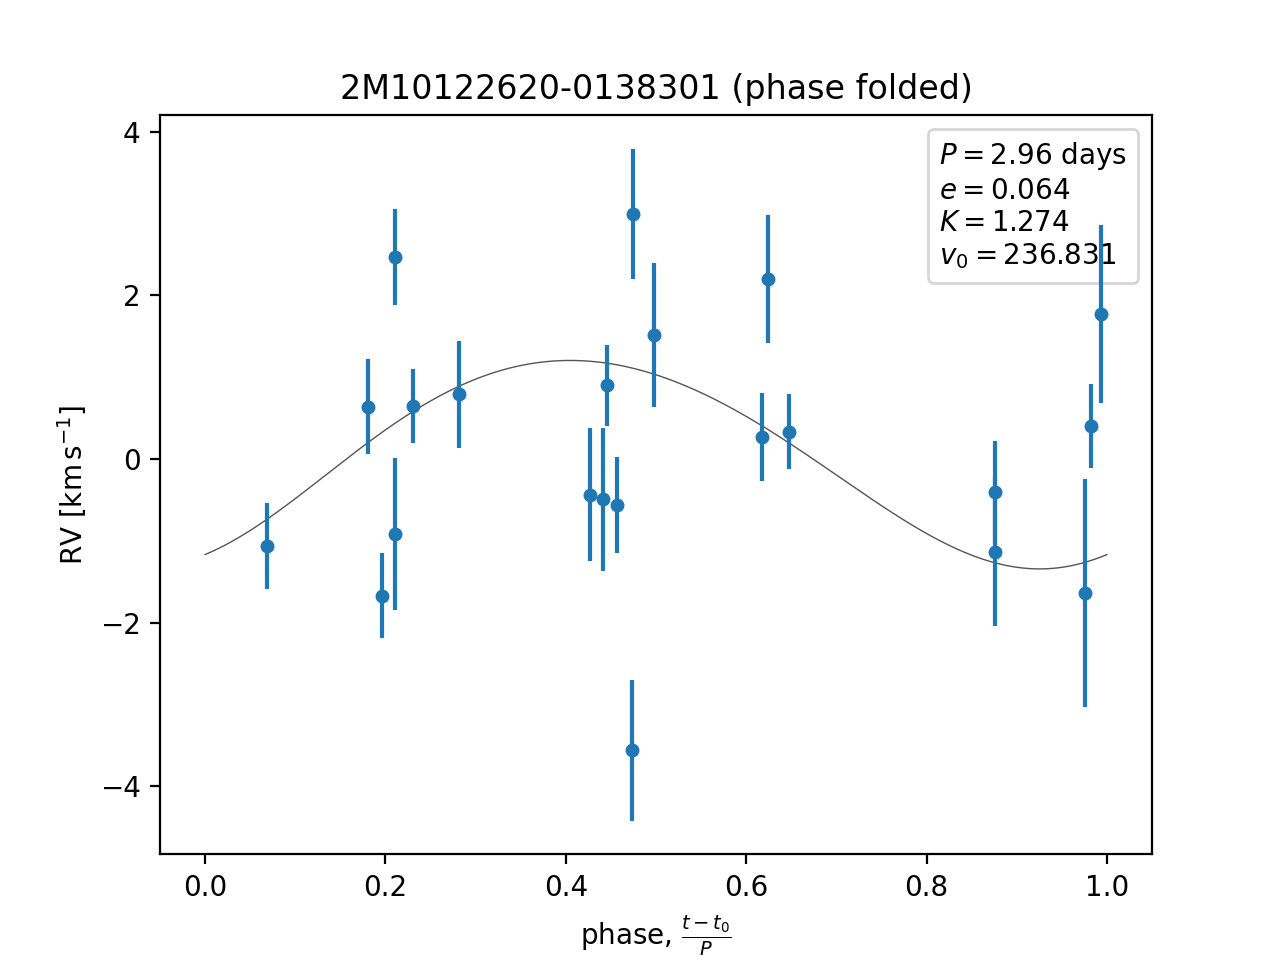 2M10122620-0138301 (phase folded)
P = 2.96 days
e = 0.064
K = 1.274
v₀ = 236.831
RV [km s⁻¹]
4
2
0
−2
−4
0.0 0.2 0.4 0.6 0.8 1.0
phase, (t − t₀)/P